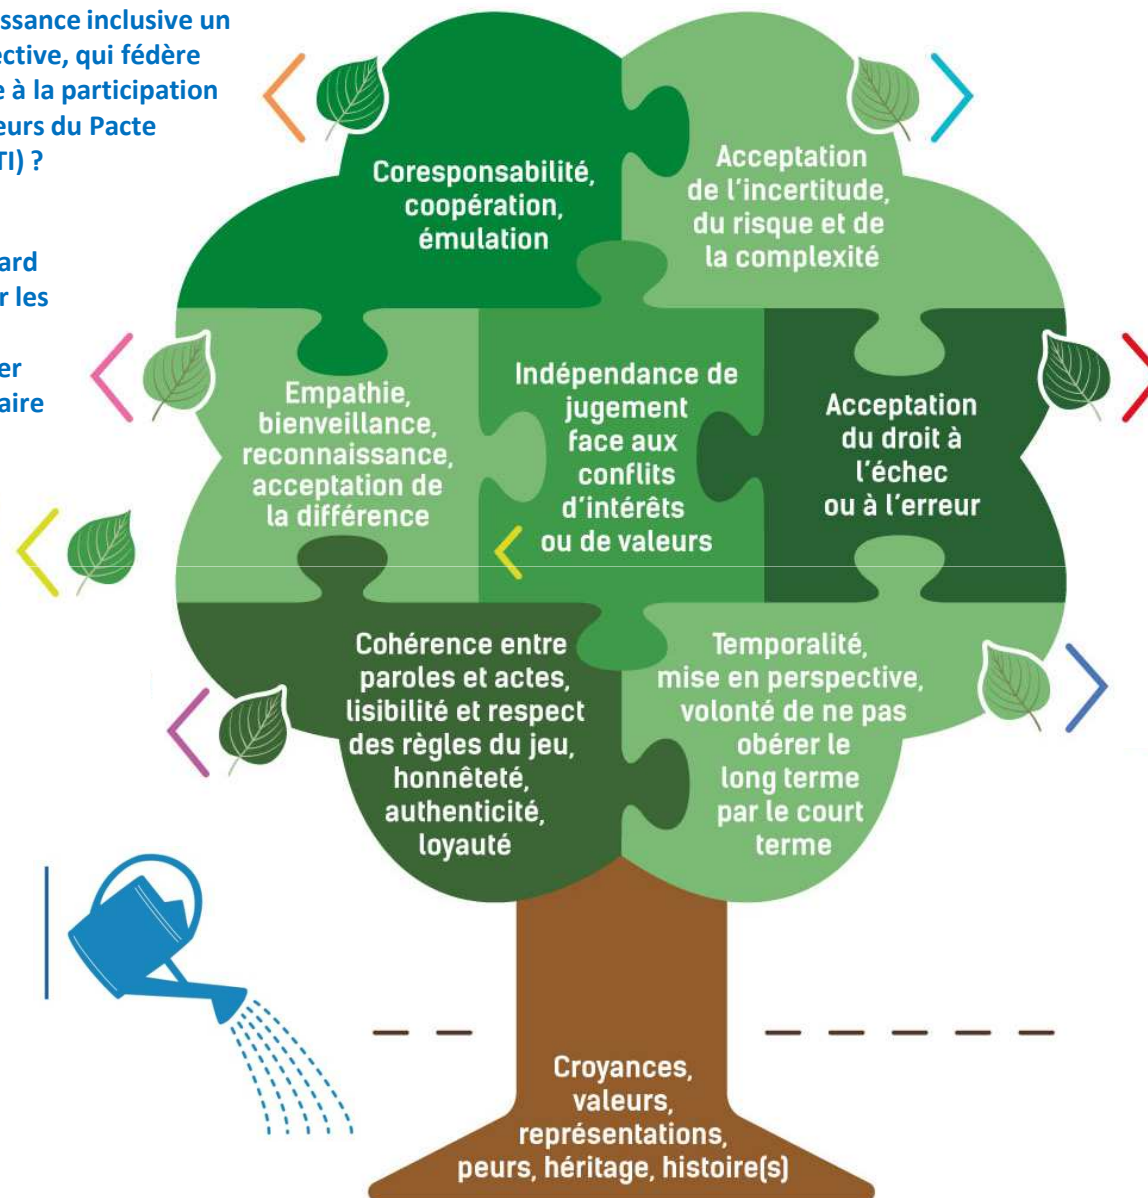 ssance inclusive un
ective, qui fédère
e à la participation
eurs du Pacte
TI) ?
ard
r les
er
aire
Coresponsabilité,
coopération,
émulation
Acceptation
de l'incertitude,
du risque et de
la complexité
Empathie,
bienveillance,
reconnaissance,
acceptation de
la différence
Indépendance de
jugement
face aux
conflits
d'intérêts
ou de valeurs
Acceptation
du droit à
l'échec
ou à l'erreur
Cohérence entre
paroles et actes,
lisibilité et respect
des règles du jeu,
honnêteté,
authenticité,
loyauté
Temporalité,
mise en perspective,
volonté de ne pas
obérer le
long terme
par le court
terme
Croyances,
valeurs,
représentations,
peurs, héritage, histoire(s)